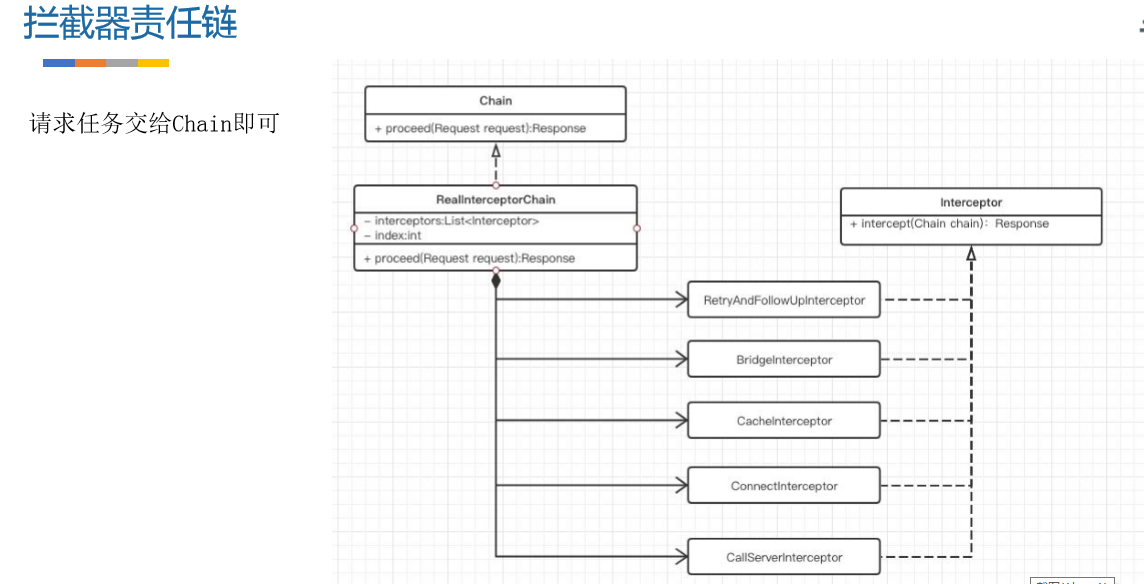 拦截器责任链
请求任务交给Chain即可
Chain
+ proceed(Request request):Response
RealInterceptorChain
- interceptors:List<Interceptor>
- index:int
+ proceed(Request request):Response
Interceptor
+ intercept(Chain chain): Response
RetryAndFollowUpInterceptor
BridgeInterceptor
CacheInterceptor
ConnectInterceptor
CallServerInterceptor